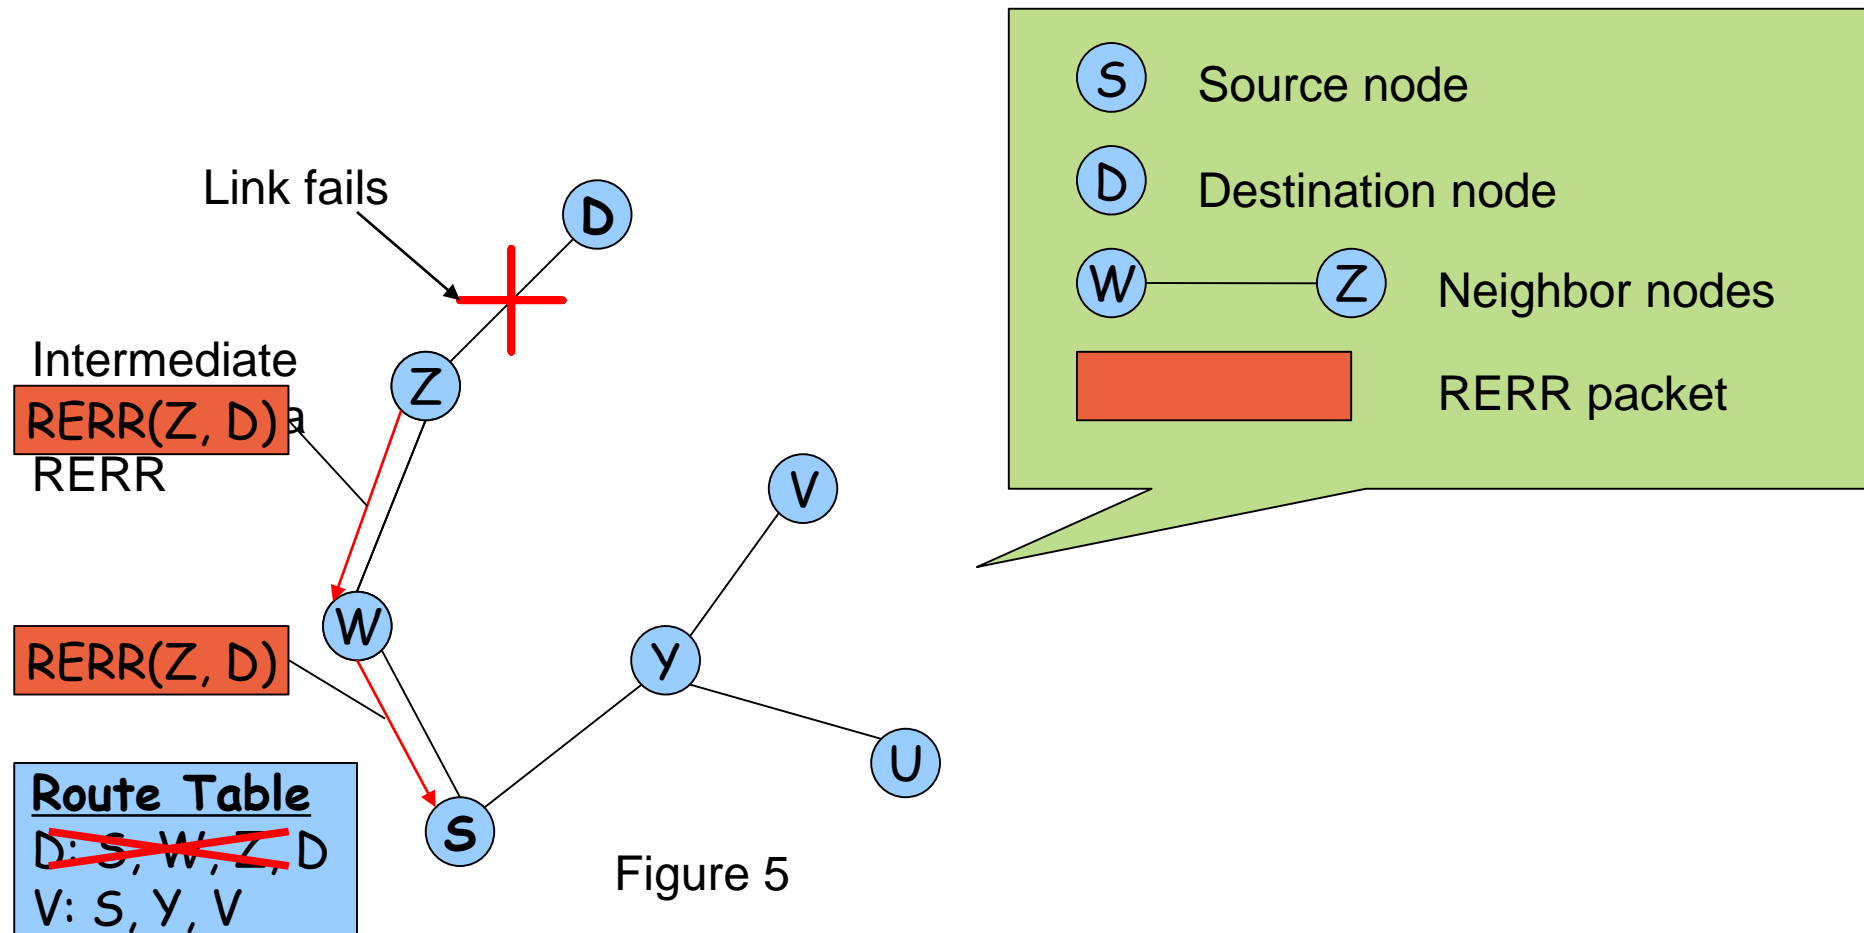 S Source node
D Destination node
W Z Neighbor nodes
RERR packet
Link fails
D
Intermediate
Z
RERR(Z, D) a
RERR
V
W
RERR(Z, D)
Y
U
Route Table
D: S, W, Z, D
V: S, Y, V
S
Figure 5